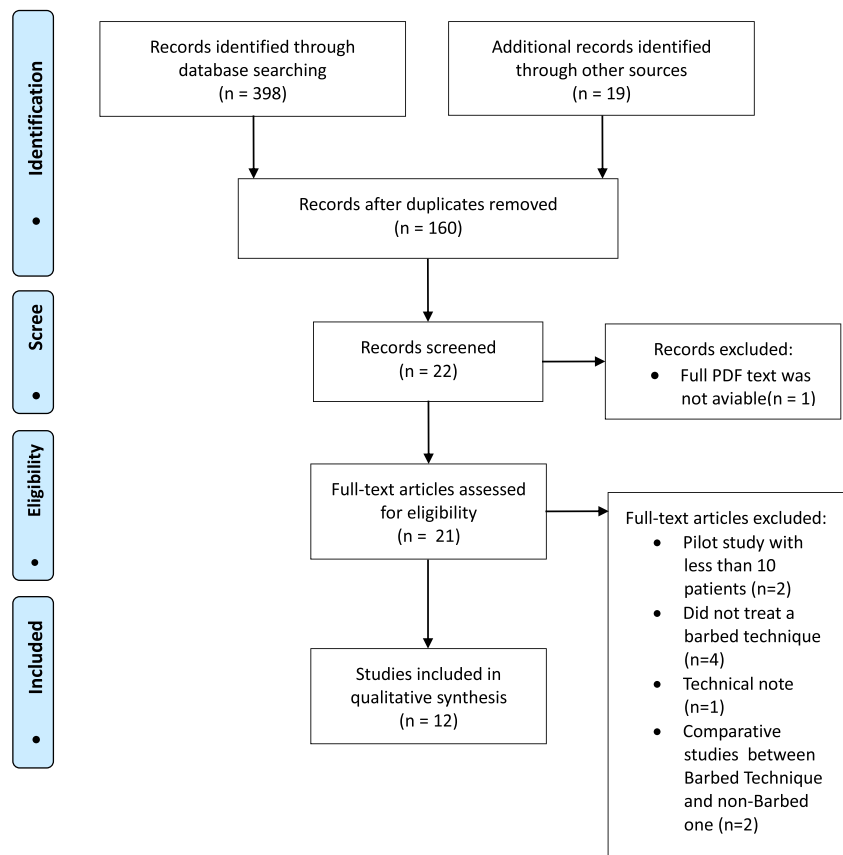 Identification
•
Records identified through
database searching
(n = 398)
Additional records identified
through other sources
(n = 19)
Records after duplicates removed
(n = 160)
Scree
•
Records screened
(n = 22)
Records excluded:
• Full PDF text was
not aviable(n = 1)
Eligibility
•
Full-text articles assessed
for eligibility
(n = 21)
Full-text articles excluded:
• Pilot study with
less than 10
patients (n=2)
• Did not treat a
barbed technique
(n=4)
• Technical note
(n=1)
• Comparative
studies between
Barbed Technique
and non-Barbed
one (n=2)
Included
•
Studies included in
qualitative synthesis
(n = 12)